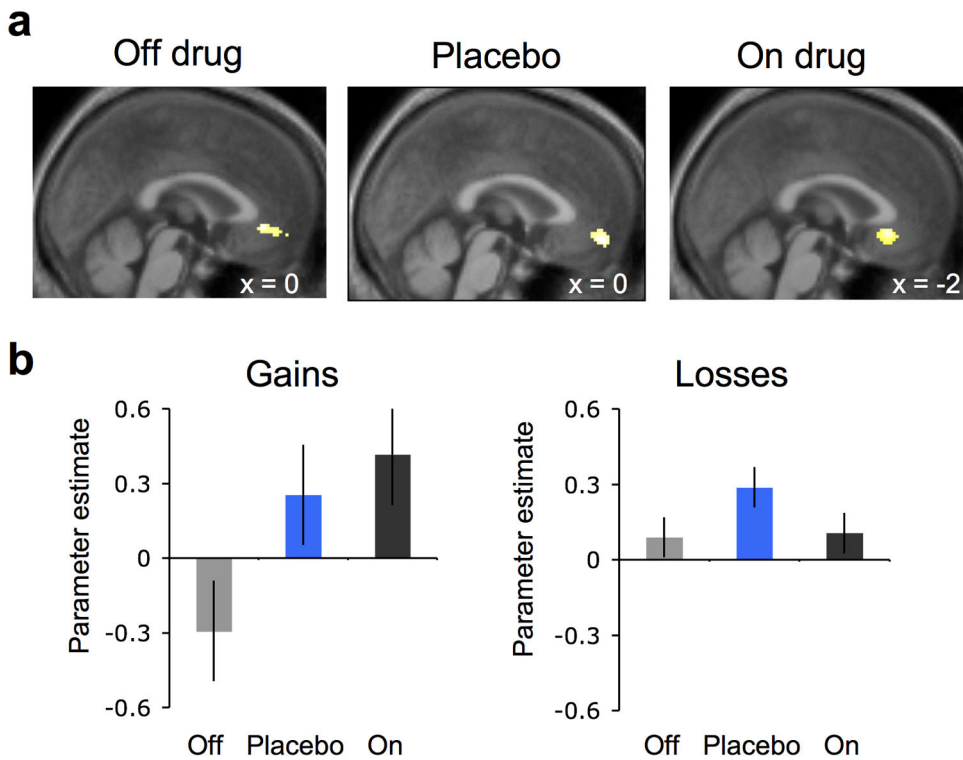 a
Off drug
Placebo
On drug
x = 0
x = 0
x = -2
b
Gains
Parameter estimate
0.6
0.3
0
-0.3
-0.6
Off Placebo On
Losses
Parameter estimate
0.6
0.3
0
-0.3
-0.6
Off Placebo On